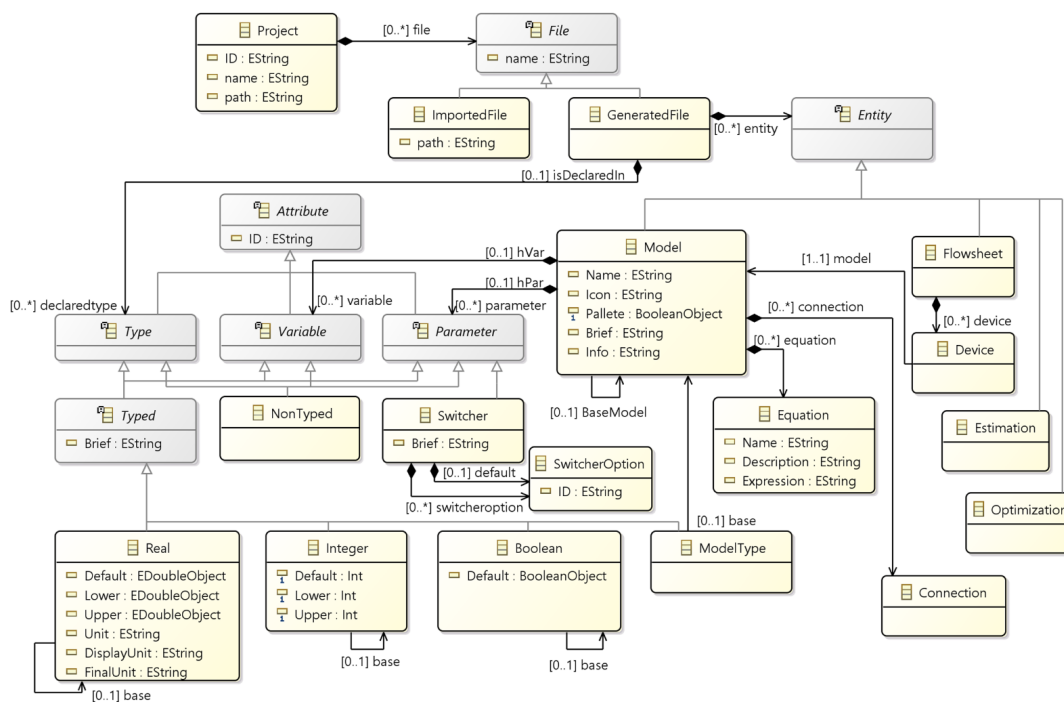 Project
ID : EString
name : EString
path : EString
[0..*] file
File
name : EString
ImportedFile
path : EString
GeneratedFile
[0..*] entity
Entity
[0..1] isDeclaredIn
Attribute
ID : EString
[0..1] hVar
[0..1] hPar
[0..*] declaredtype
[0..*] variable
[0..*] parameter
Type
Variable
Parameter
Model
Name : EString
Icon : EString
Pallete : BooleanObject
Brief : EString
Info : EString
[1..1] model
Flowsheet
[0..*] connection
[0..*] device
[0..*] equation
Device
[0..1] BaseModel
Typed
Brief : EString
NonTyped
Switcher
Brief : EString
[0..1] default
[0..*] switcheroption
SwitcherOption
ID : EString
Equation
Name : EString
Description : EString
Expression : EString
Estimation
Optimization
[0..1] base
Real
Default : EDoubleObject
Lower : EDoubleObject
Upper : EDoubleObject
Unit : EString
DisplayUnit : EString
FinalUnit : EString
[0..1] base
Integer
Default : Int
Lower : Int
Upper : Int
[0..1] base
Boolean
Default : BooleanObject
[0..1] base
ModelType
Connection